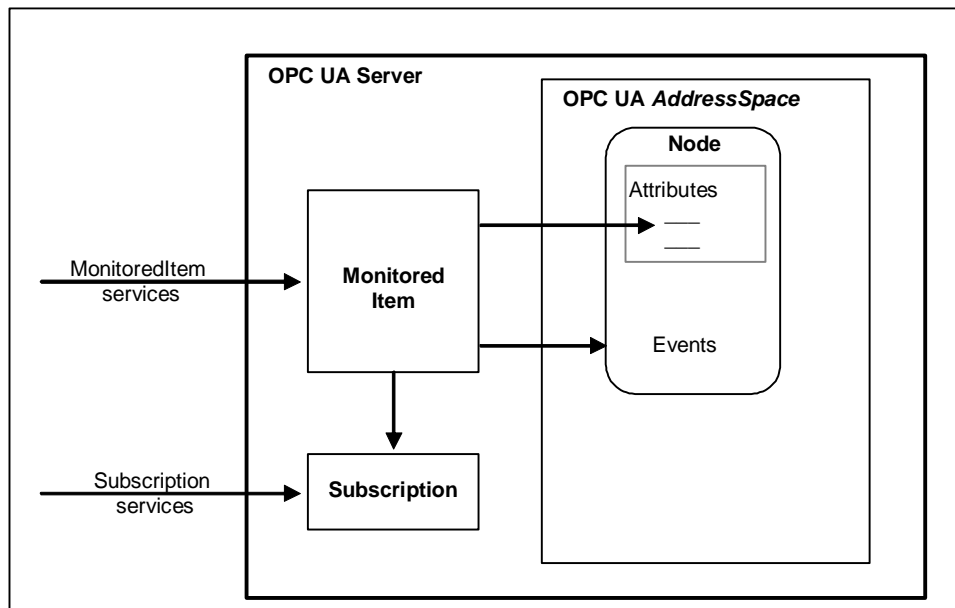 OPC UA Server
OPC UA AddressSpace
Node
Attributes
MonitoredItem
services
Monitored
Item
Events
Subscription
services
Subscription